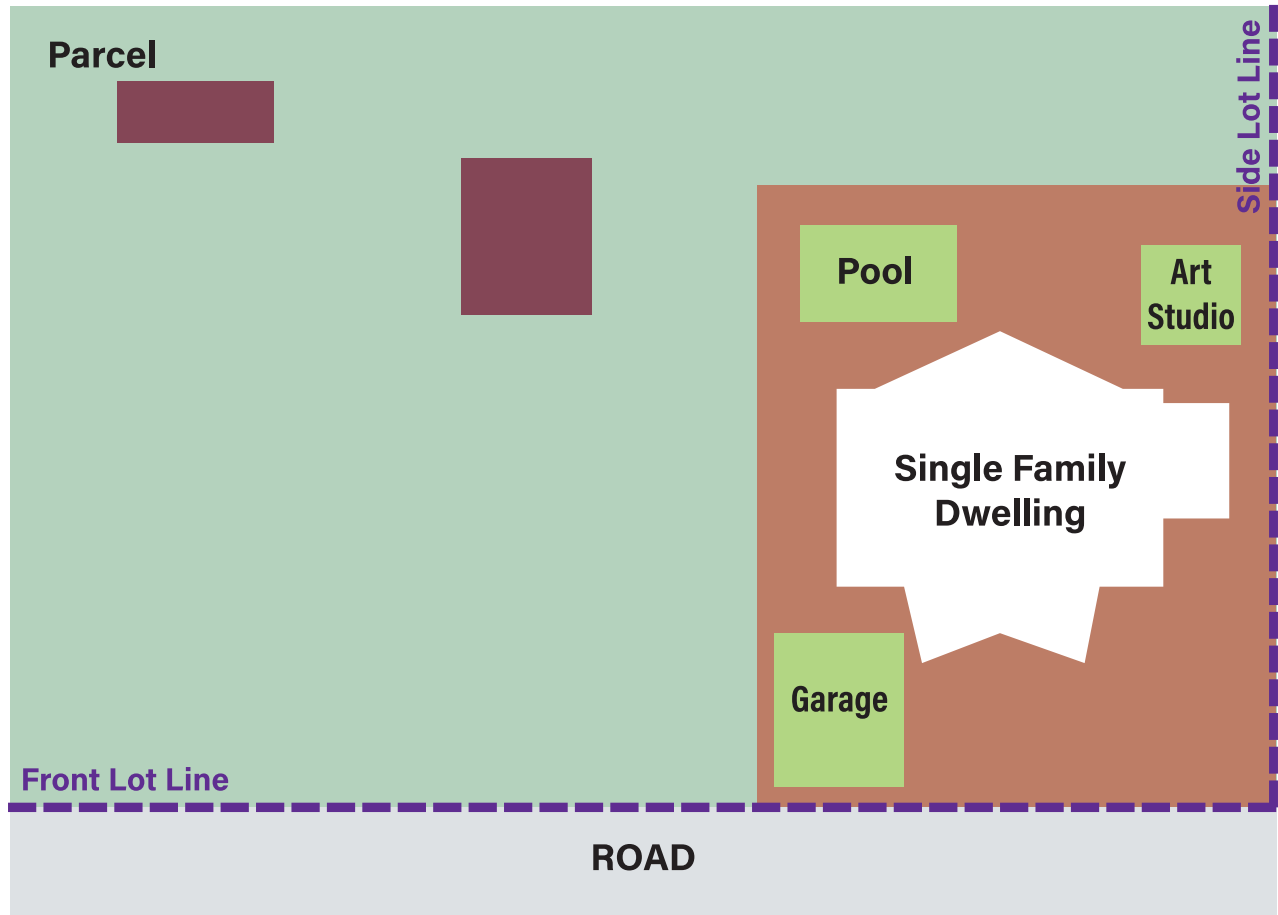 Parcel
Side Lot Line
Pool
Art
Studio
Single Family
Dwelling
Garage
Front Lot Line
ROAD